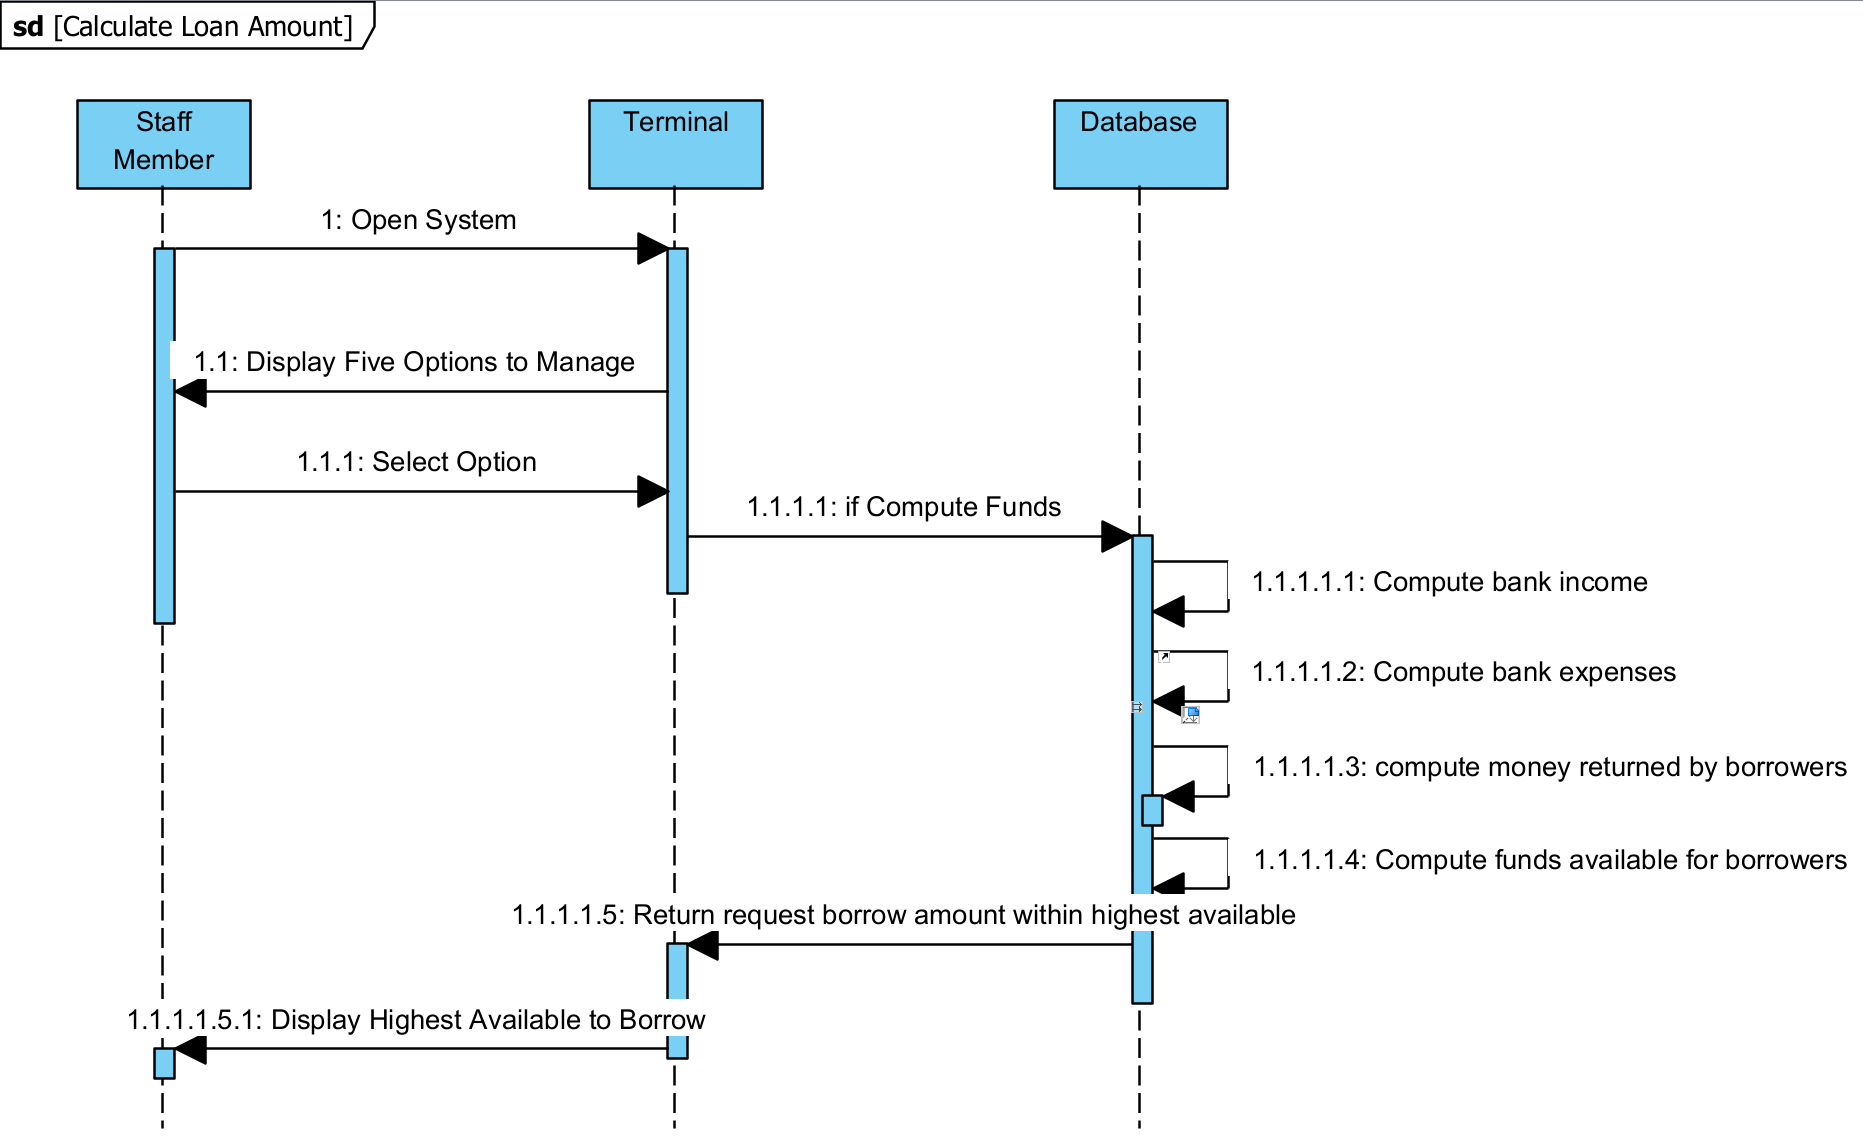 sd [Calculate Loan Amount]
Staff
Member
Terminal
Database
1: Open System
1.1: Display Five Options to Manage
1.1.1: Select Option
1.1.1.1: if Compute Funds
1.1.1.1.1: Compute bank income
1.1.1.1.2: Compute bank expenses
1.1.1.1.3: compute money returned by borrowers
1.1.1.1.4: Compute funds available for borrowers
1.1.1.1.5: Return request borrow amount within highest available
1.1.1.1.5.1: Display Highest Available to Borrow